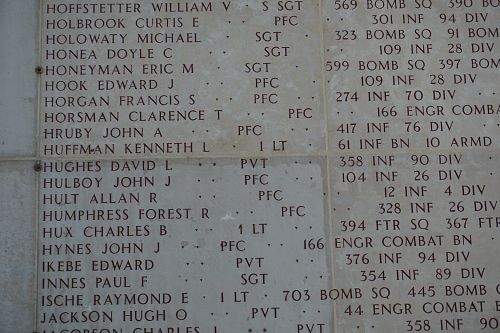 HOFFSTETTER WILLIAM V · S SGT 569 BOMB SQ 390 BO
HOLBROOK CURTIS E · PFC · 301 INF 94 DIV
HOLOWATY MICHAEL · SGT · 323 BOMB SQ 91 BOM
HONEA DOYLE C · SGT · 109 INF 28 DIV
HONEYMAN ERIC M · SGT · 599 BOMB SQ 397 BOM
HOOK EDWARD J · PFC · 109 INF 28 DIV
HORGAN FRANCIS S · PFC · 274 INF 70 DIV
HORSMAN CLARENCE T · PFC · 166 ENGR COMBAT
HRUBY JOHN A · PFC · 417 INF 76 DIV
HUFFMAN KENNETH L · 1 LT · 61 INF BN 10 ARMD
HUGHES DAVID L · PVT · 358 INF 90 DIV
HULBOY JOHN J · PFC · 104 INF 26 DIV
HULT ALLAN R · PFC · 12 INF 4 DIV
HUMPHRESS FOREST R · PFC · 328 INF 26 DIV
HUX CHARLES B · 1 LT · 394 FTR SQ 367 FTR
HYNES JOHN J · PFC · 166 ENGR COMBAT BN
IKEBE EDWARD · PVT · 376 INF 94 DIV
INNES PAUL F · SGT · 354 INF 89 DIV
ISCHE RAYMOND E · 1 LT · 703 BOMB SQ 445 BOMB
JACKSON HUGH O · PVT · 44 ENGR COMBAT
JACOBSON CHARLES L · PVT · 358 INF 90